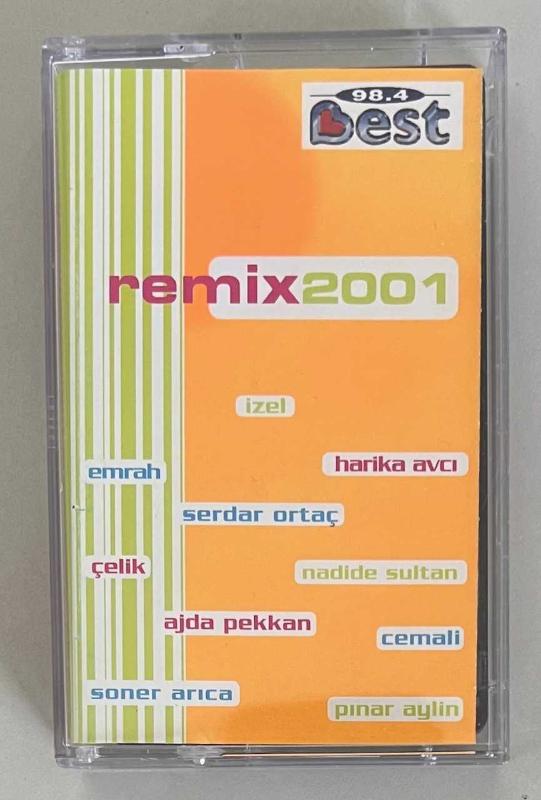 98.4
Best
remix2001
izel
harika avcı
emrah
serdar ortaç
çelik
nadide sultan
ajda pekkan
cemali
soner arıca
pınar aylin